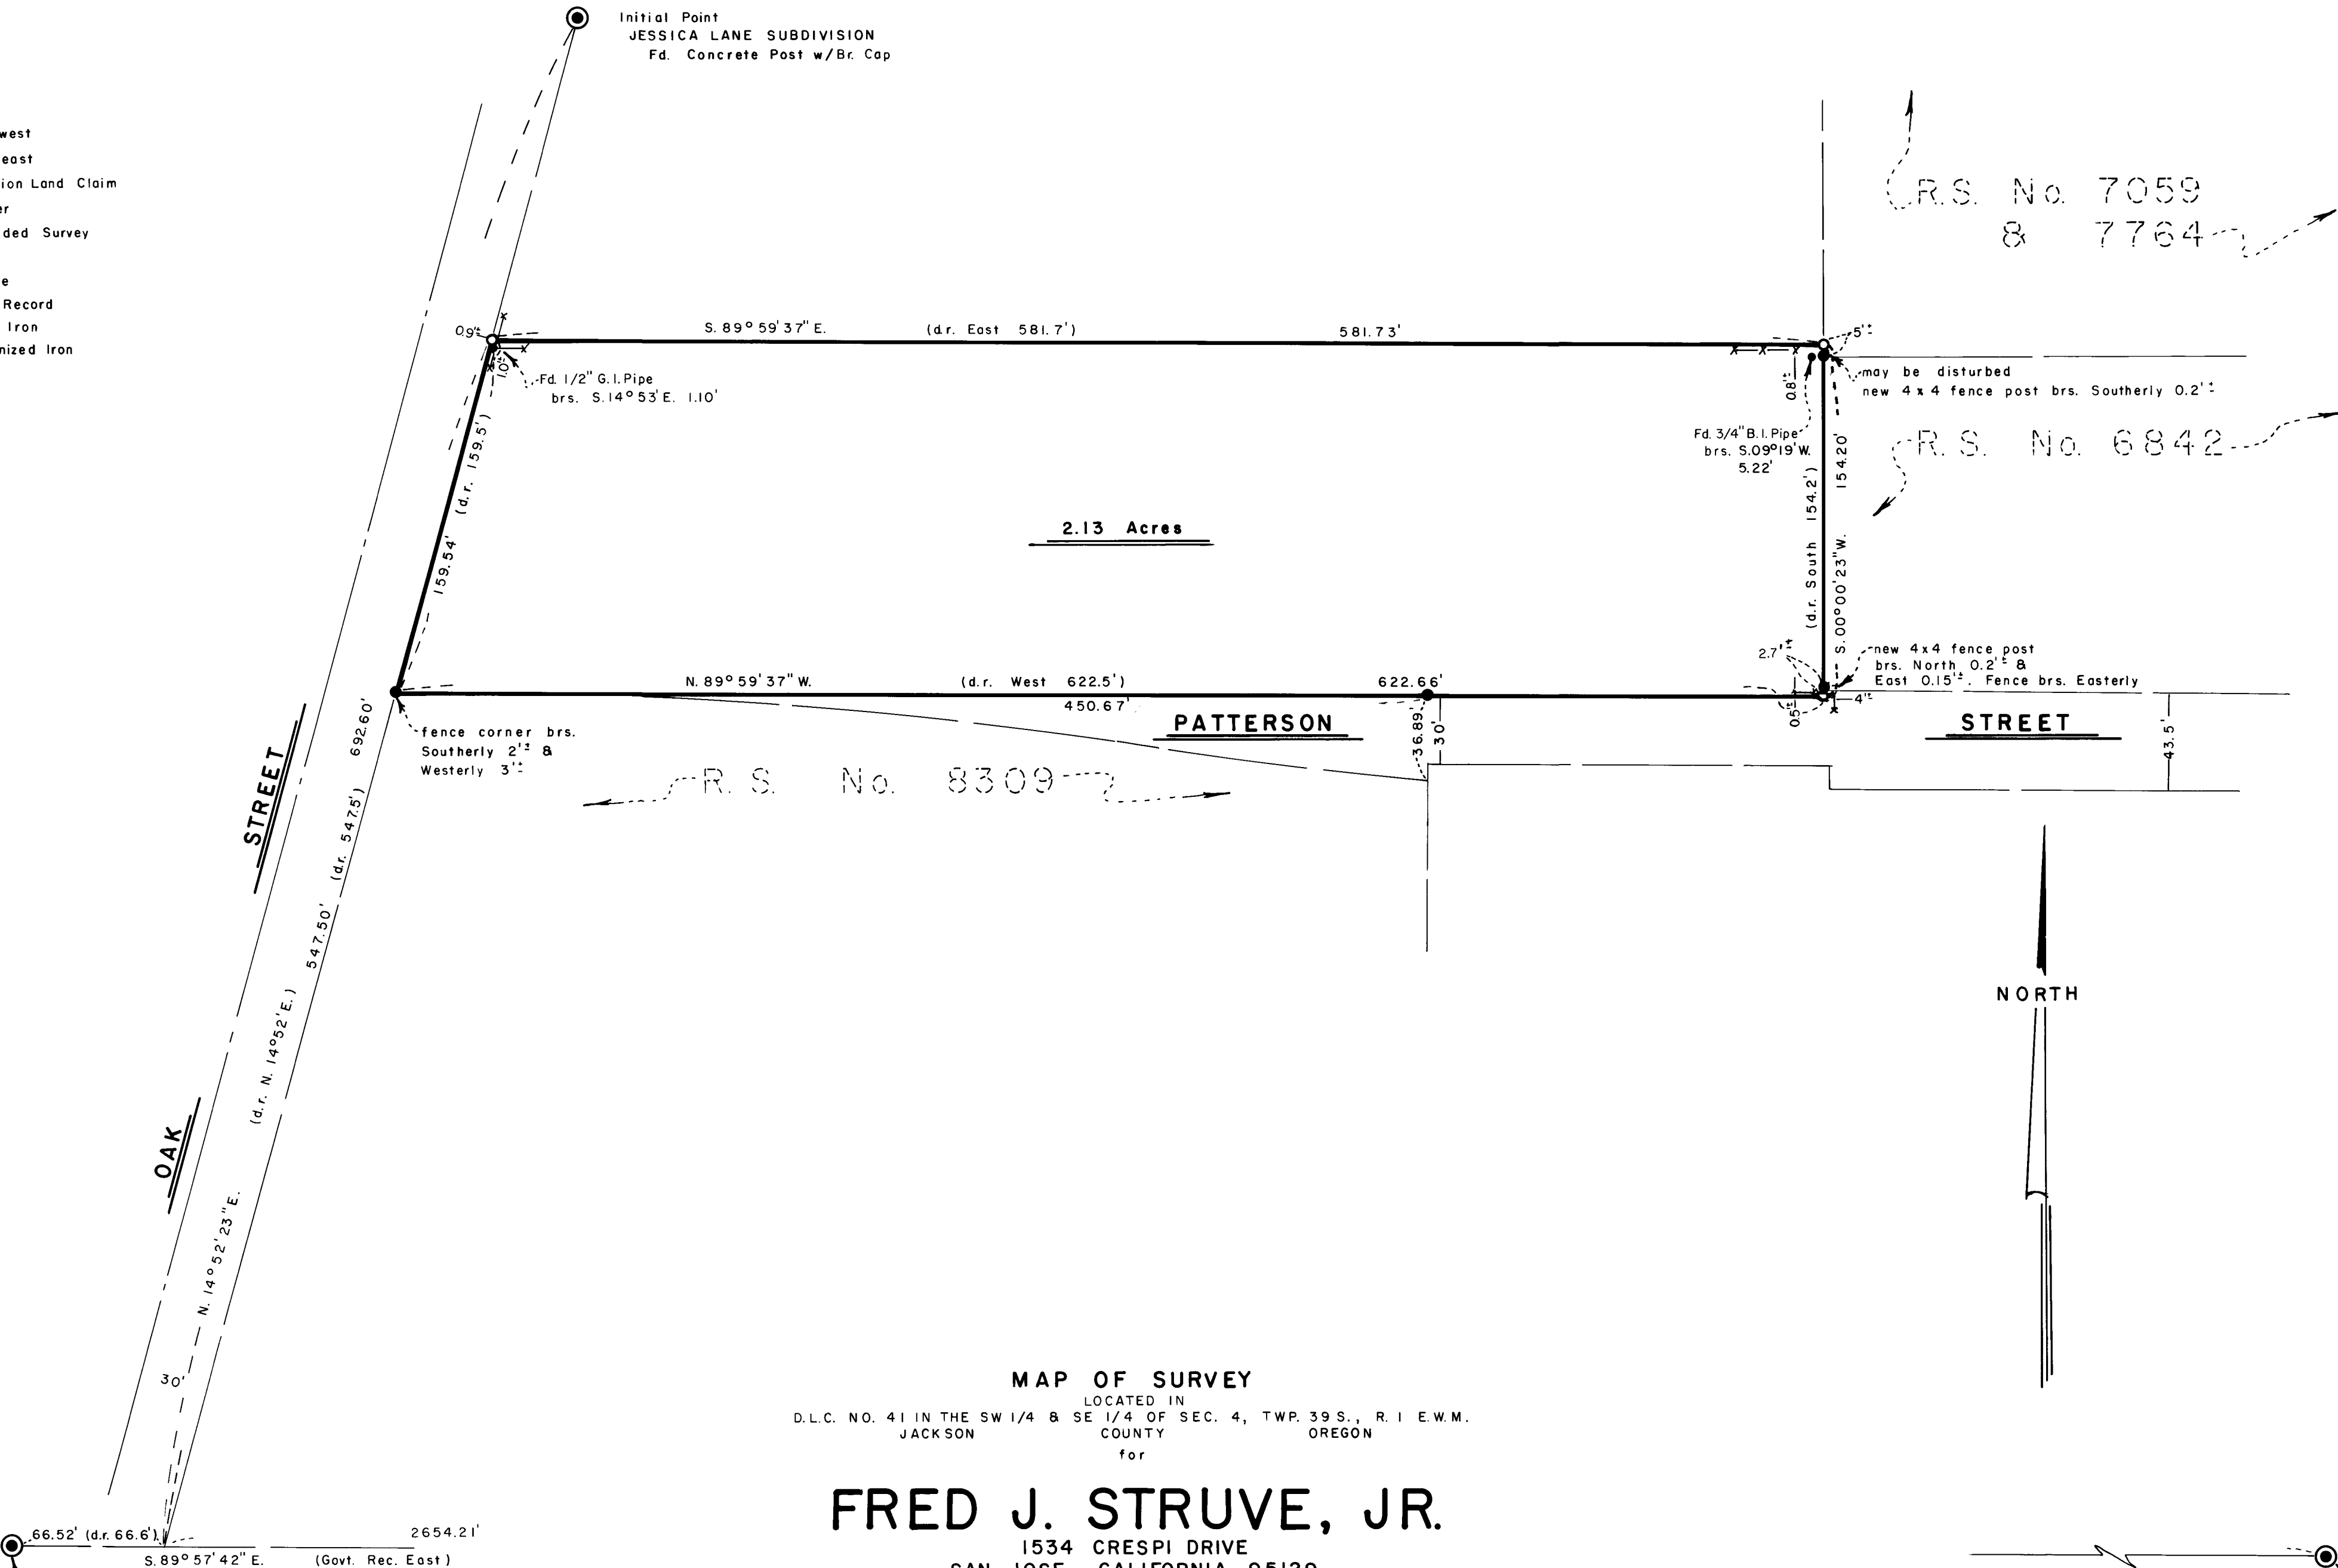 Initial Point
JESSICA LANE SUBDIVISION
Fd. Concrete Post w/Br. Cap
west
east
ion Land Claim
er
ded Survey
e
Record
Iron
nized Iron
R.S. No. 7059
& 7764
0.9'±
S. 89° 59' 37" E. (d.r. East 581.7') 581.73'
5'±
1.0'±
Fd. 1/2" G.I. Pipe
brs. S.14° 53' E. 1.10'
may be disturbed
new 4x4 fence post brs. Southerly 0.2'±
0.8'±
Fd. 3/4" B.I. Pipe
brs. S.09°19' W.
5.22'
R.S. No. 6842
159.54' (d.r. 159.5')
(d.r. South 154.2')
S. 00° 00' 23" W. 154.20'
2.13 Acres
2.7'±
new 4x4 fence post
brs. North 0.2'± &
East 0.15'±. Fence brs. Easterly
N. 89° 59' 37" W. (d.r. West 622.5') 622.66'
450.67'
0.5'±
4'±
fence corner brs.
Southerly 2'± &
Westerly 3'±
PATTERSON STREET
36.89'
30'
43.5'
R.S. No. 8309
692.60'
OAK STREET
547.50' (d.r. 547.5')
(d.r. N. 14° 52' E.)
N. 14° 52' 23" E.
30'
NORTH
MAP OF SURVEY
LOCATED IN
D.L.C. NO. 41 IN THE SW 1/4 & SE 1/4 OF SEC. 4, TWP. 39 S., R. 1 E.W.M.
JACKSON COUNTY OREGON
for
FRED J. STRUVE, JR.
1534 CRESPI DRIVE
SAN JOSE, CALIFORNIA 95129
66.52' (d.r. 66.6') 2654.21'
S. 89° 57' 42" E. (Govt. Rec. East)